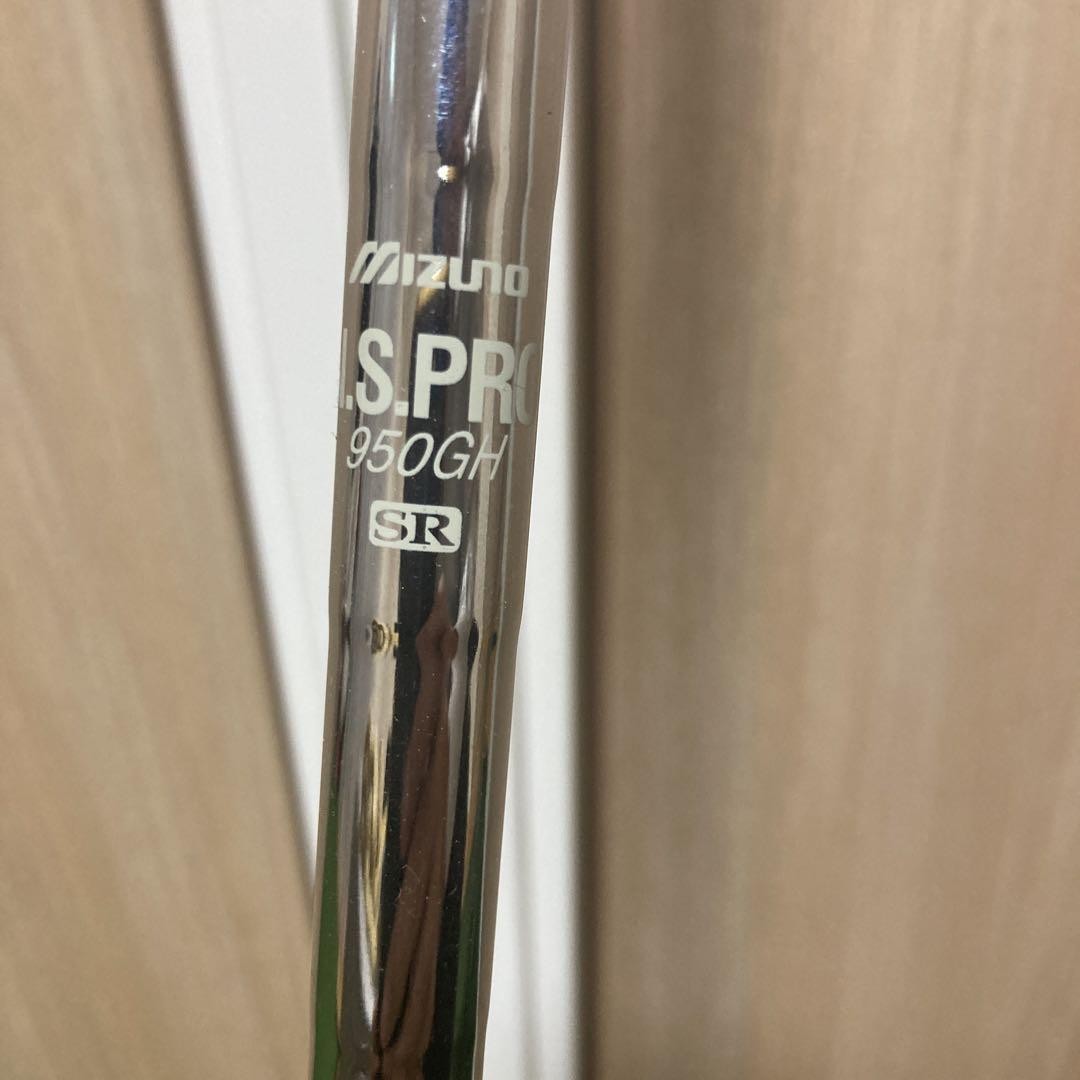 MIZUNO
.S.PRO
950GH
SR